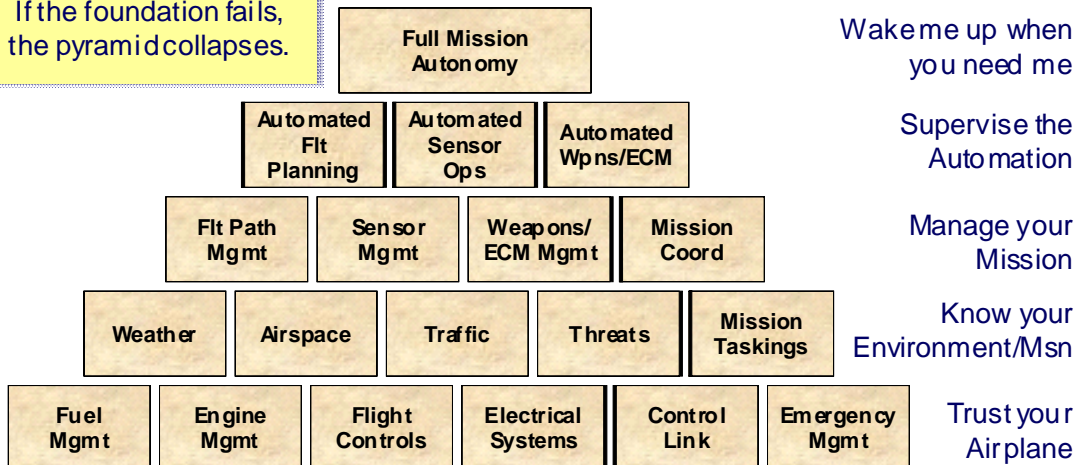 If the foundation fails,
the pyramid collapses.
Full Mission
Autonomy
Wake me up when
you need me
Automated
Flt
Planning
Automated
Sensor
Ops
Automated
Wpns/ECM
Supervise the
Automation
Flt Path
Mgmt
Sensor
Mgmt
Weapons/
ECM Mgmt
Mission
Coord
Manage your
Mission
Weather
Airspace
Traffic
Threats
Mission
Taskings
Know your
Environment/Msn
Fuel
Mgmt
Engine
Mgmt
Flight
Controls
Electrical
Systems
Control
Link
Emergency
Mgmt
Trust your
Airplane